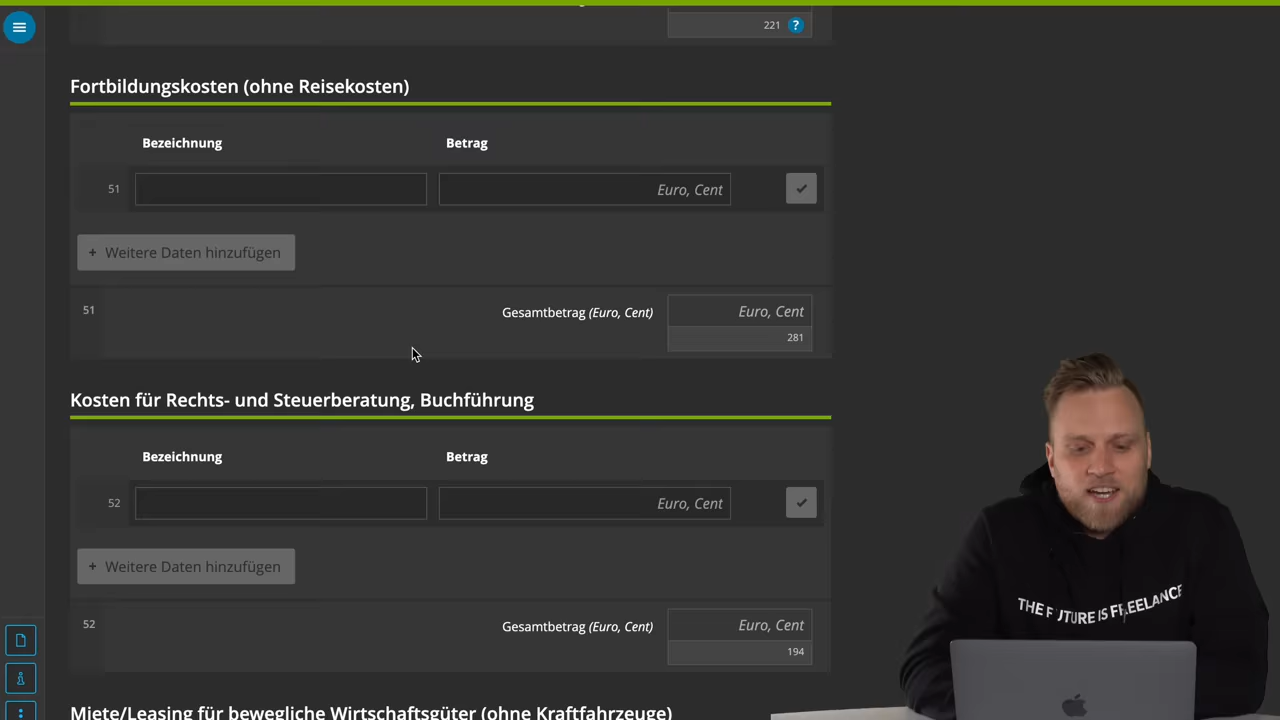 221 ?
Fortbildungskosten (ohne Reisekosten)
Bezeichnung Betrag
51 Euro, Cent
+ Weitere Daten hinzufügen
51 Gesamtbetrag (Euro, Cent) Euro, Cent
281
Kosten für Rechts- und Steuerberatung, Buchführung
Bezeichnung Betrag
52 Euro, Cent
+ Weitere Daten hinzufügen
52 Gesamtbetrag (Euro, Cent) Euro, Cent
194
Miete/Leasing für bewegliche Wirtschaftsgüter (ohne Kraftfahrzeuge)
THE FUTURE IS FREELANCE